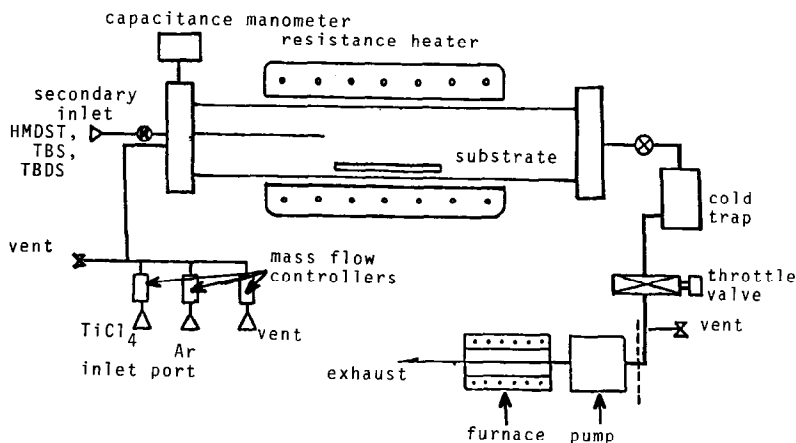 capacitance manometer
resistance heater
secondary
inlet
HMDST,
TBS,
TBDS
substrate
cold
trap
vent
mass flow
controllers
throttle
valve
TiCl4
Ar
vent
inlet port
vent
exhaust
furnace
pump